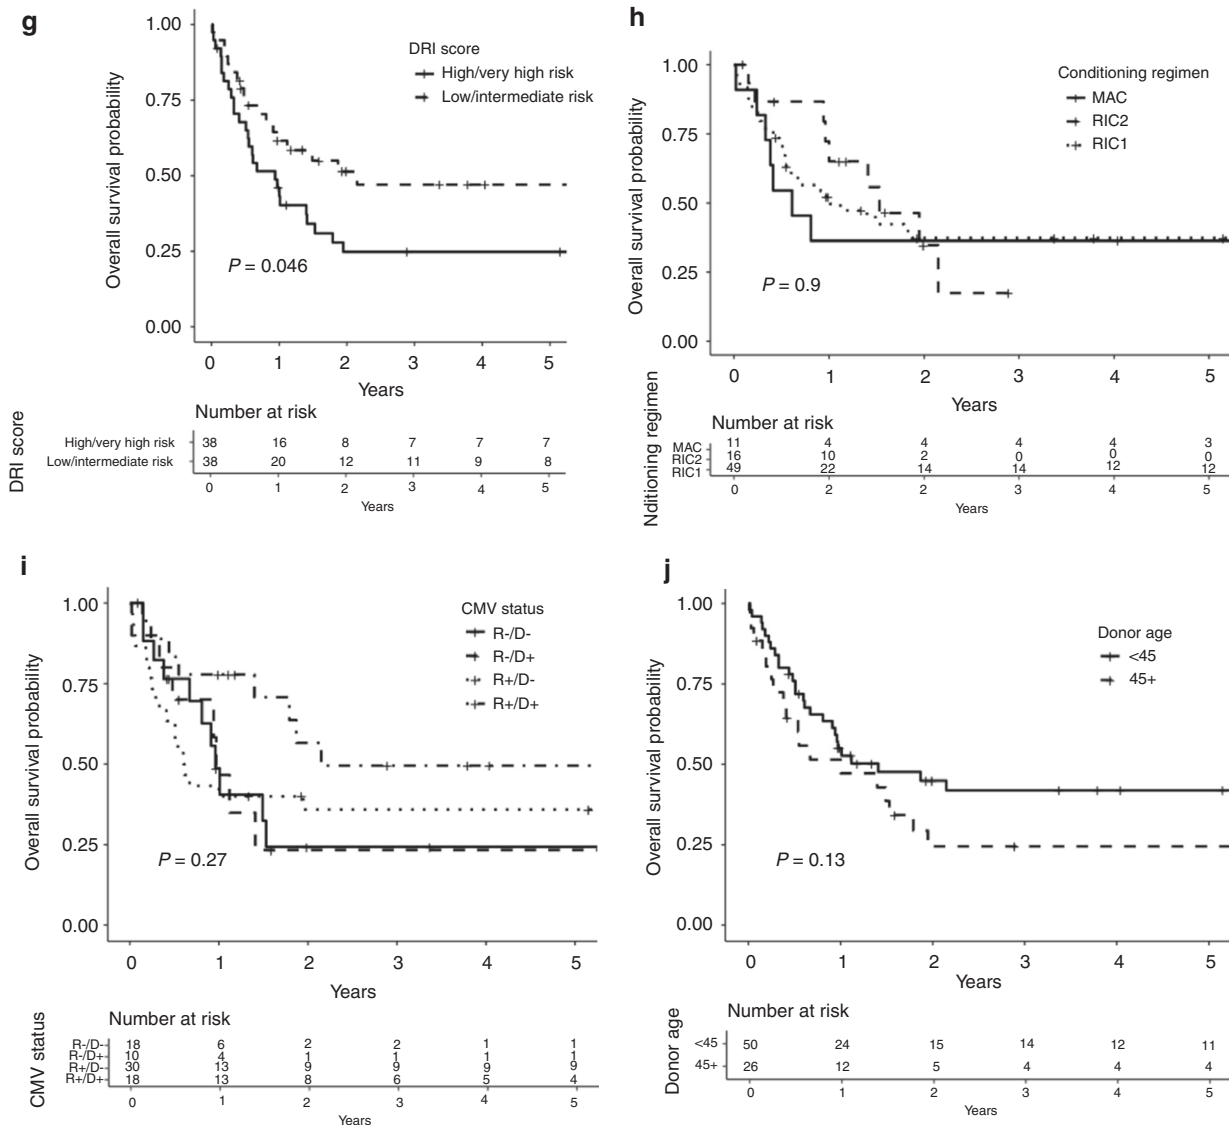 g
Overall survival probability
1.00
0.75
0.50
0.25
0.00
DRI score
High/very high risk
Low/intermediate risk
P = 0.046
0 1 2 3 4 5
Years
DRI score
Number at risk
High/very high risk 38 16 8 7 7 7
Low/intermediate risk 38 20 12 11 9 8
0 1 2 3 4 5
Years
h
Overall survival probability
1.00
0.75
0.50
0.25
0.00
Conditioning regimen
MAC
RIC2
RIC1
P = 0.9
0 1 2 3 4 5
Years
Nditioning regimen
Number at risk
MAC 11 4 4 4 4 3
RIC2 16 10 2 0 0 0
RIC1 49 22 14 14 12 12
0 2 2 3 4 5
Years
i
Overall survival probability
1.00
0.75
0.50
0.25
0.00
CMV status
R-/D-
R-/D+
R+/D-
R+/D+
P = 0.27
0 1 2 3 4 5
Years
CMV status
Number at risk
R-/D- 18 6 2 2 1 1
R-/D+ 10 4 1 1 1 1
R+/D- 30 13 9 9 9 9
R+/D+ 18 13 8 6 5 4
0 1 2 3 4 5
Years
j
Overall survival probability
1.00
0.75
0.50
0.25
0.00
Donor age
<45
45+
P = 0.13
0 1 2 3 4 5
Years
Donor age
Number at risk
<45 50 24 15 14 12 11
45+ 26 12 5 4 4 4
0 1 2 3 4 5
Years